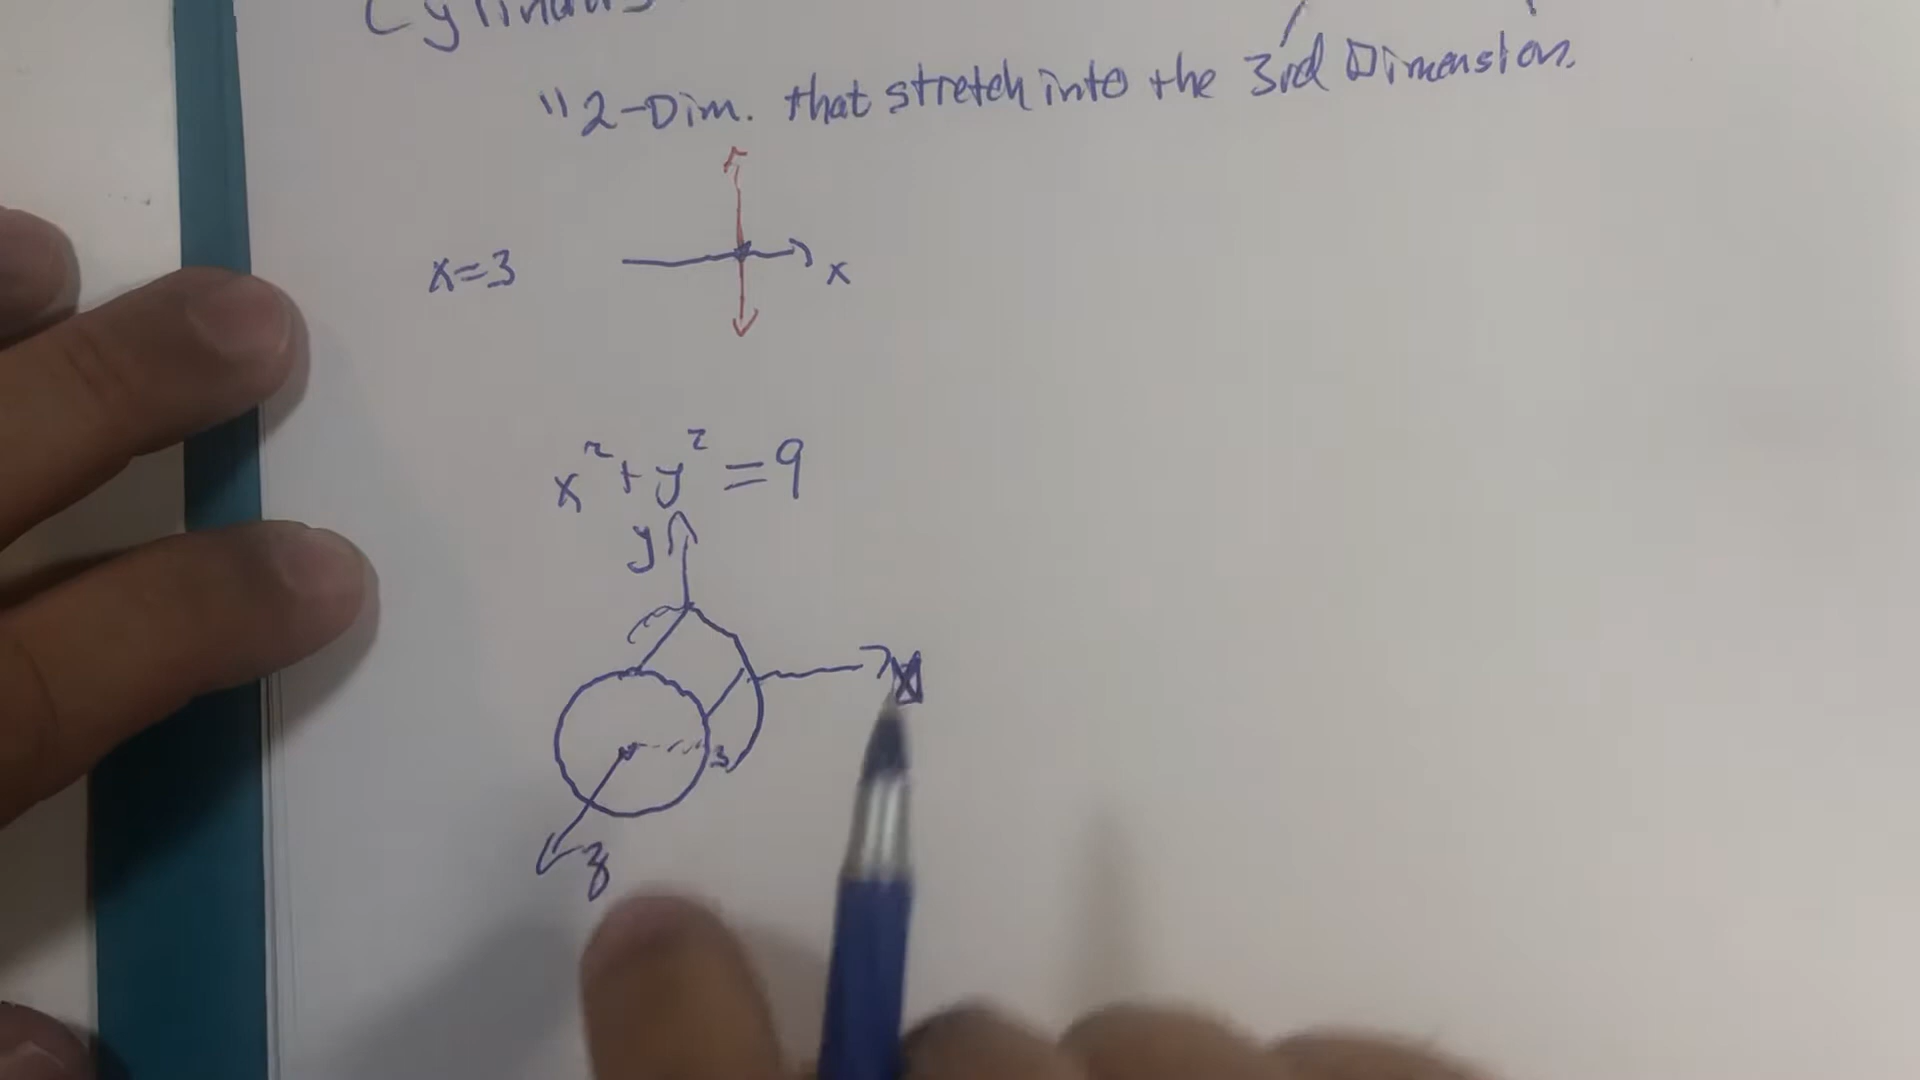 "2-Dim. that stretch into the 3rd Dimension.
x=3
x
x² + y² = 9
y
x
3
z